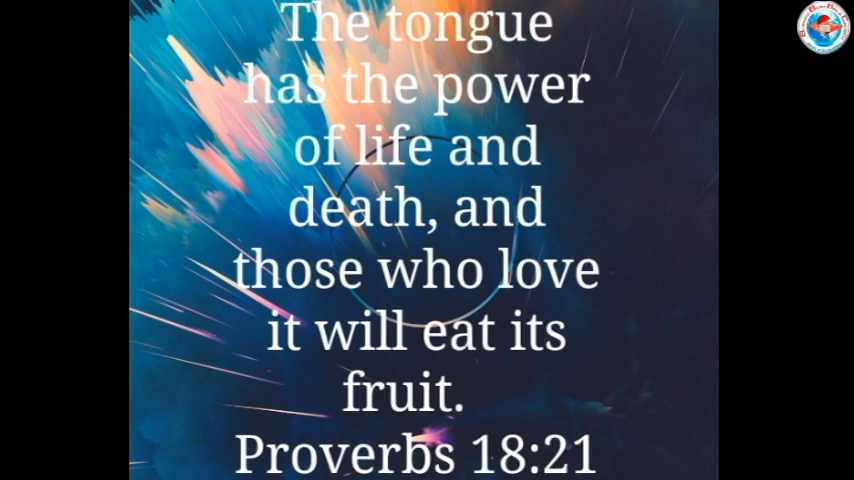 The tongue
has the power
of life and
death, and
those who love
it will eat its
fruit.
Proverbs 18:21